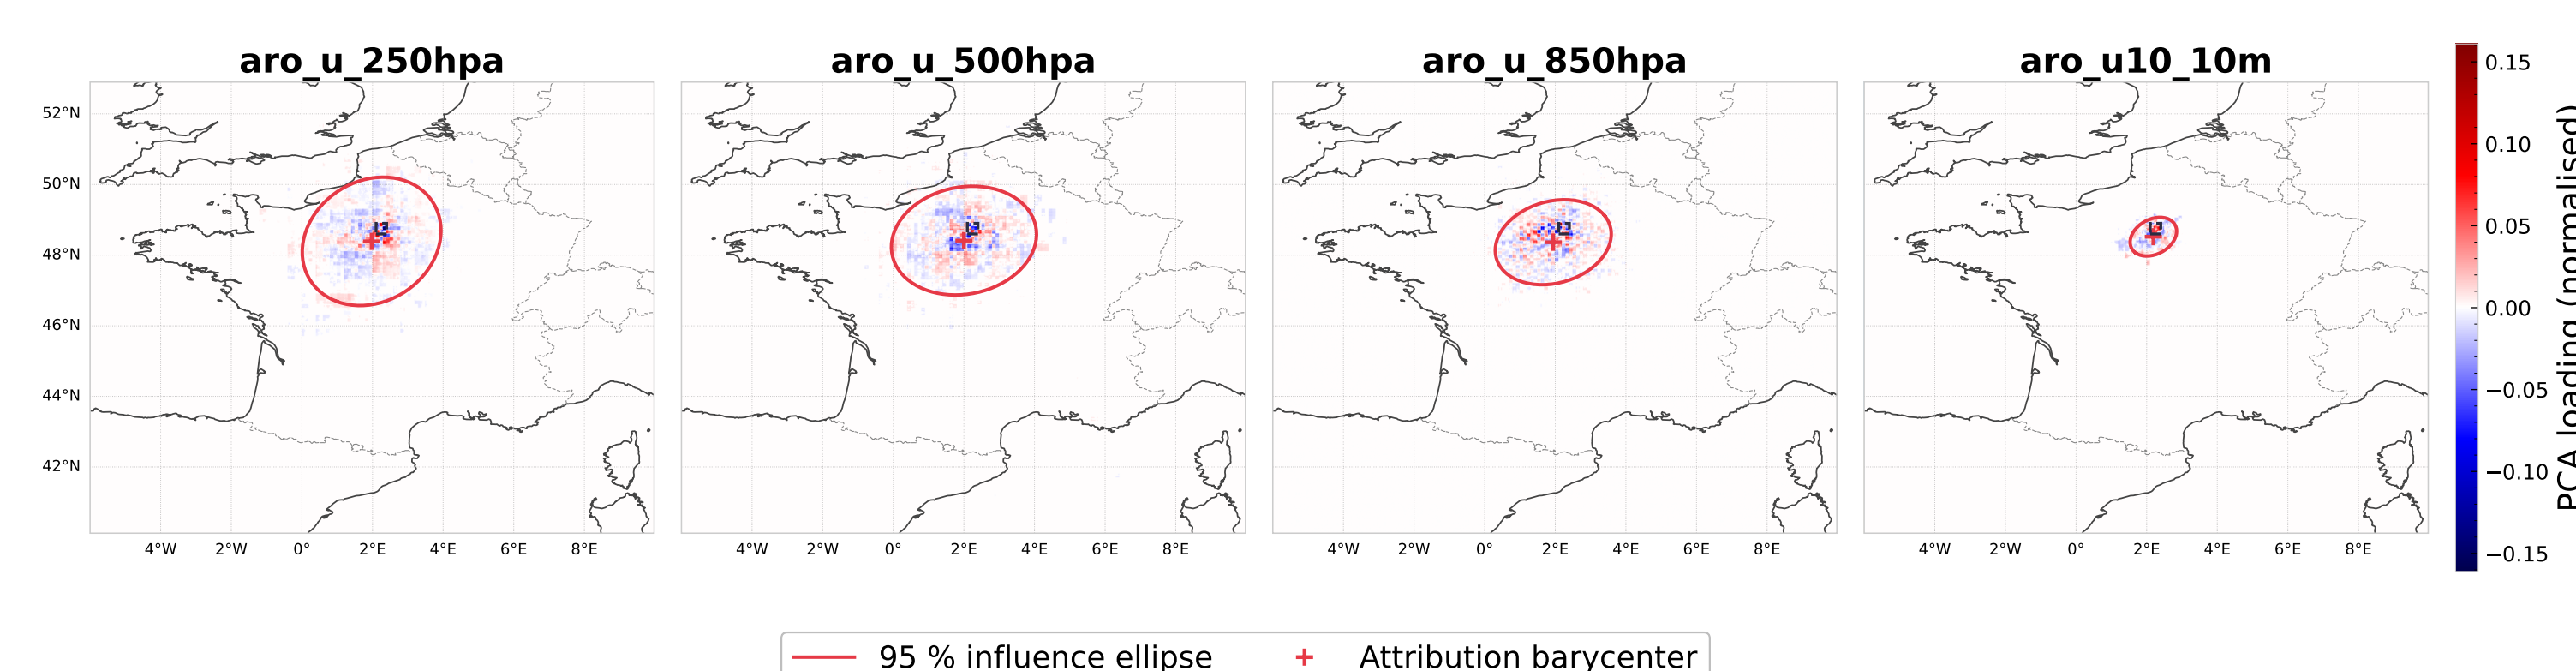 aro_u_250hpa aro_u_500hpa aro_u_850hpa aro_u10_10m
52°N
50°N
48°N
46°N
44°N
42°N
4°W 2°W 0° 2°E 4°E 6°E 8°E
4°W 2°W 0° 2°E 4°E 6°E 8°E
4°W 2°W 0° 2°E 4°E 6°E 8°E
4°W 2°W 0° 2°E 4°E 6°E 8°E
0.15
0.10
0.05
0.00
−0.05
−0.10
−0.15
PCA loading (normalised)
95 % influence ellipse
Attribution barycenter